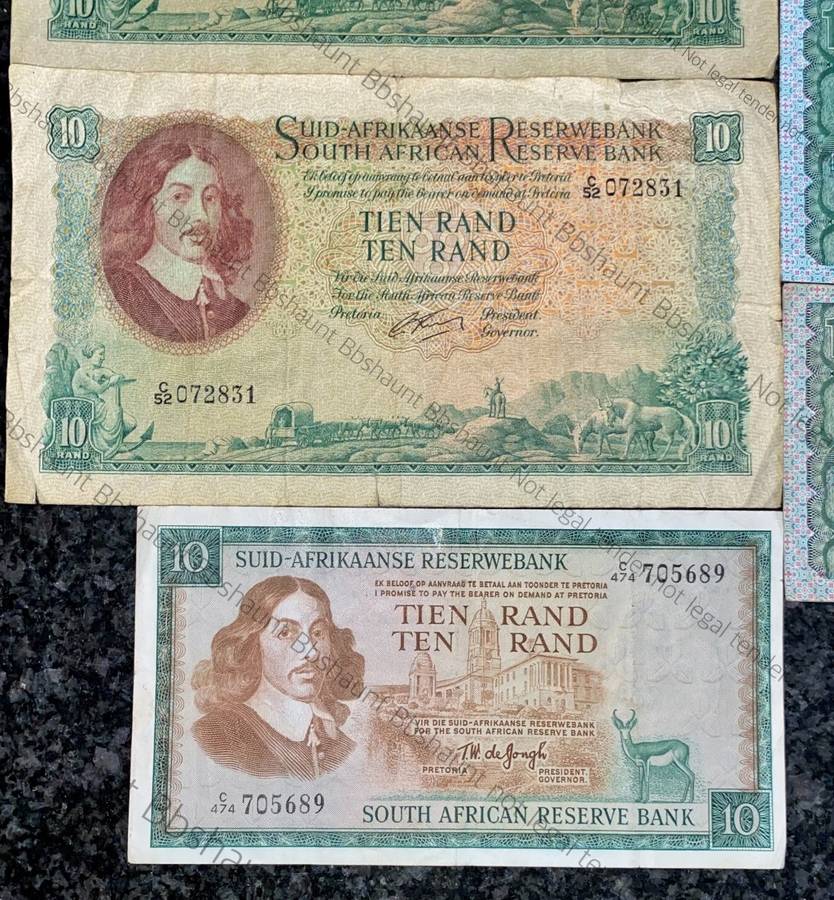 10
RAND
10
RAND
10
10
SUID-AFRIKAANSE RESERWEBANK
SOUTH AFRICAN RESERVE BANK
Ek beloof op aanvraag te betaal aan toonder te Pretoria
I promise to pay the Bearer on demand at Pretoria
C/52 072831
TIEN RAND
TEN RAND
Vir die Suid-Afrikaanse Reserwebank
For the South African Reserve Bank
Pretoria. President.
Governor.
C/52 072831
10
RAND
10
RAND
10
SUID-AFRIKAANSE RESERWEBANK
C/474 705689
EK BELOOF OP AANVRAAG TE BETAAL AAN TOONDER TE PRETORIA
I PROMISE TO PAY THE BEARER ON DEMAND AT PRETORIA
TIEN RAND
TEN RAND
VIR DIE SUID-AFRIKAANSE RESERWEBANK
FOR THE SOUTH AFRICAN RESERVE BANK
T.W. de Jongh
PRETORIA PRESIDENT.
GOVERNOR.
C/474 705689
SOUTH AFRICAN RESERVE BANK
10
Bbshaunt Bbshaunt Bbshaunt Not legal tender not